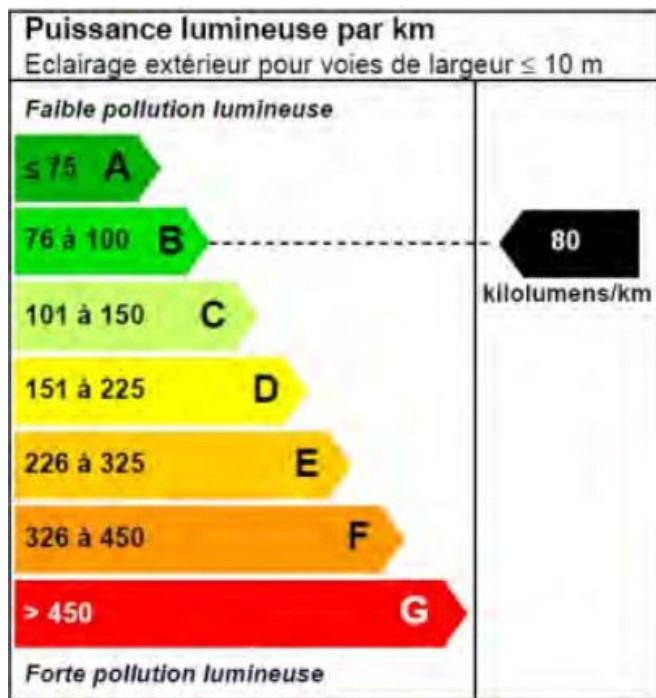 Puissance lumineuse par km
Eclairage extérieur pour voies de largeur ≤ 10 m
Faible pollution lumineuse
≤ 75 A
76 à 100 B
80
kilolumens/km
101 à 150 C
151 à 225 D
226 à 325 E
326 à 450 F
> 450 G
Forte pollution lumineuse